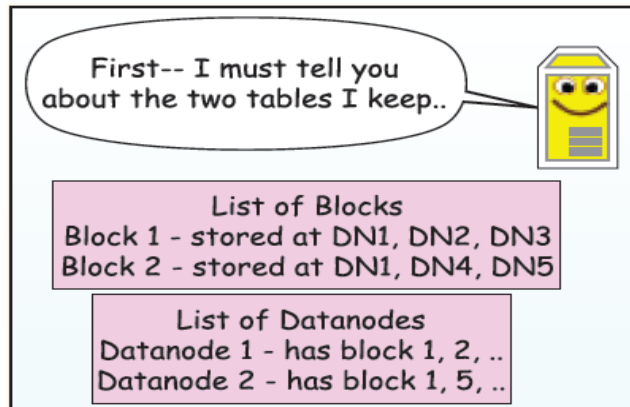 First-- I must tell you
about the two tables I keep..
List of Blocks
Block 1 - stored at DN1, DN2, DN3
Block 2 - stored at DN1, DN4, DN5
List of Datanodes
Datanode 1 - has block 1, 2, ..
Datanode 2 - has block 1, 5, ..